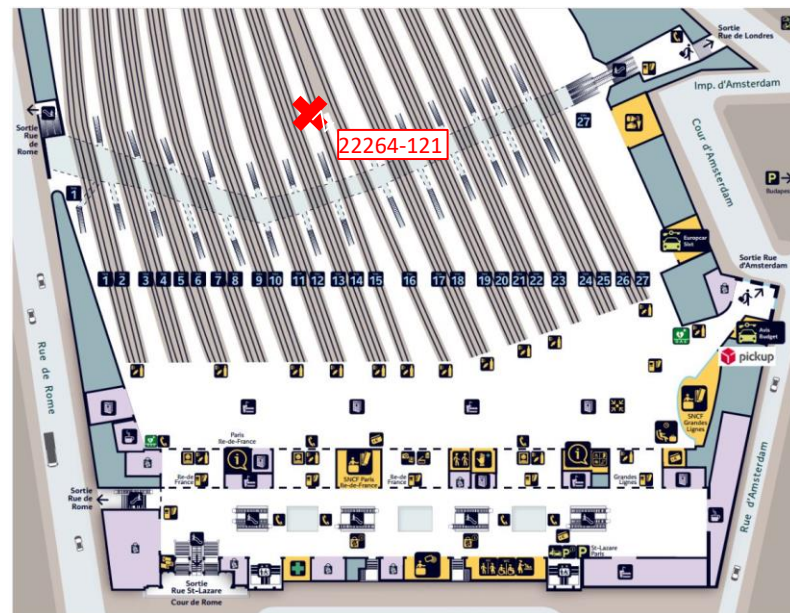 Sortie
Rue de Londres
Imp. d'Amsterdam
Cour d'Amsterdam
Sortie
Rue
de
Rome
27
22264-121
1
P
Budapest
Europcar
Sixt
Sortie Rue
d'Amsterdam
1 2 3 4 5 6 7 8 9 10 11 12 13 14 15 16 17 18 19 20 21 22 23 24 25 26 27
Avis
Budget
pickup
Rue de Rome
SNCF
Grandes
Lignes
Paris
Ile-de-France
Ile-de-
France
SNCF Paris
Ile-de-France
Ile-de-
France
Grandes
Lignes
Sortie
Rue de
Rome
Rue d'Amsterdam
P P
St-Lazare
Paris
Sortie
Rue St-Lazare
Cour de Rome